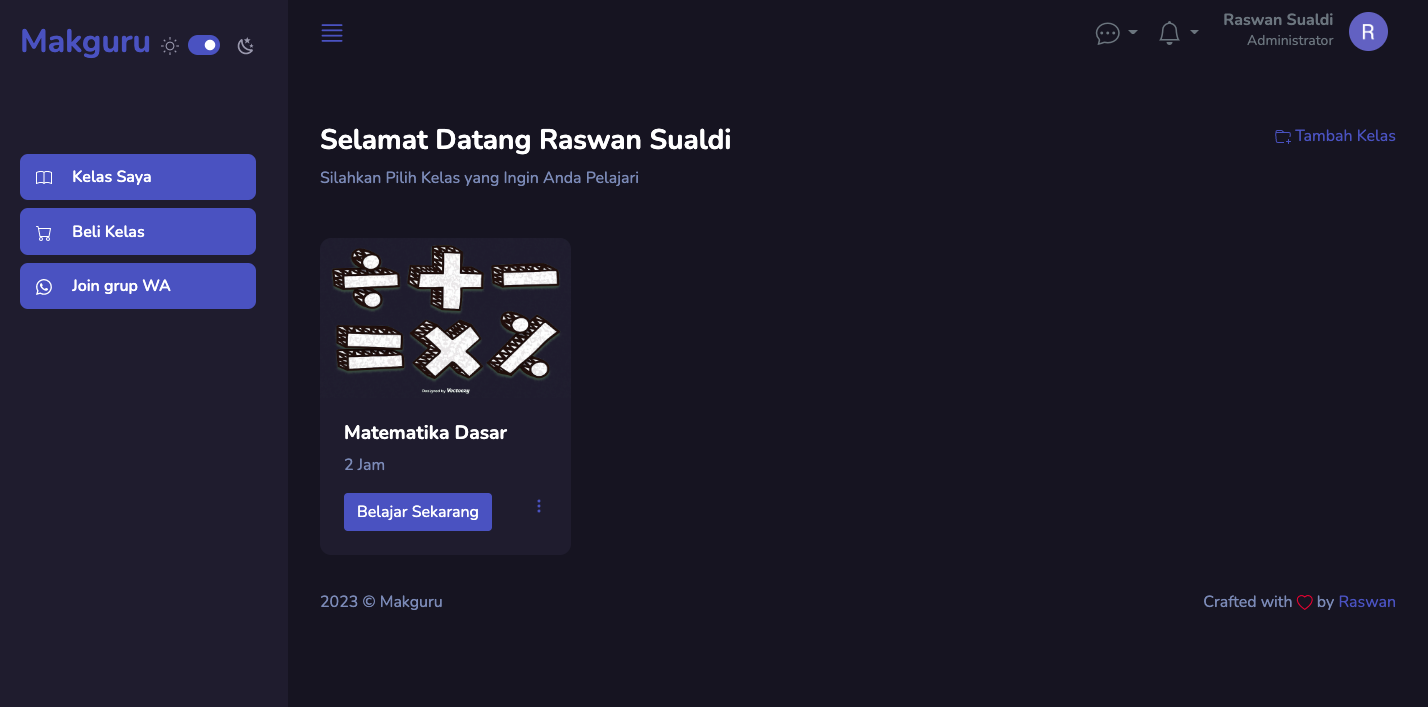 Makguru
Raswan Sualdi
Administrator
R
Kelas Saya
Beli Kelas
Join grup WA
Selamat Datang Raswan Sualdi
Tambah Kelas
Silahkan Pilih Kelas yang Ingin Anda Pelajari
Designed by Vecteezy
Matematika Dasar
2 Jam
Belajar Sekarang
2023 © Makguru
Crafted with by Raswan